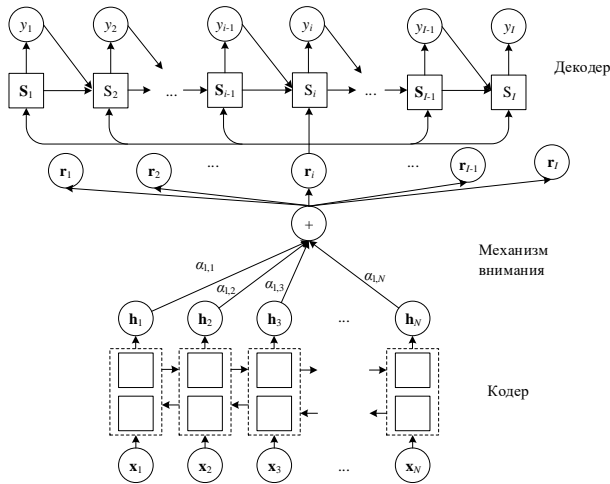 y1 y2 yi-1 yi yI-1 yI
Декодер
S1 S2 ... Si-1 Si ... SI-1 SI
r1 r2 ... ri ... rI-1 rI
+
Механизм
внимания
α1,1 α1,2 α1,3 α1,N
h1 h2 h3 ... hN
Кодер
x1 x2 x3 ... xN